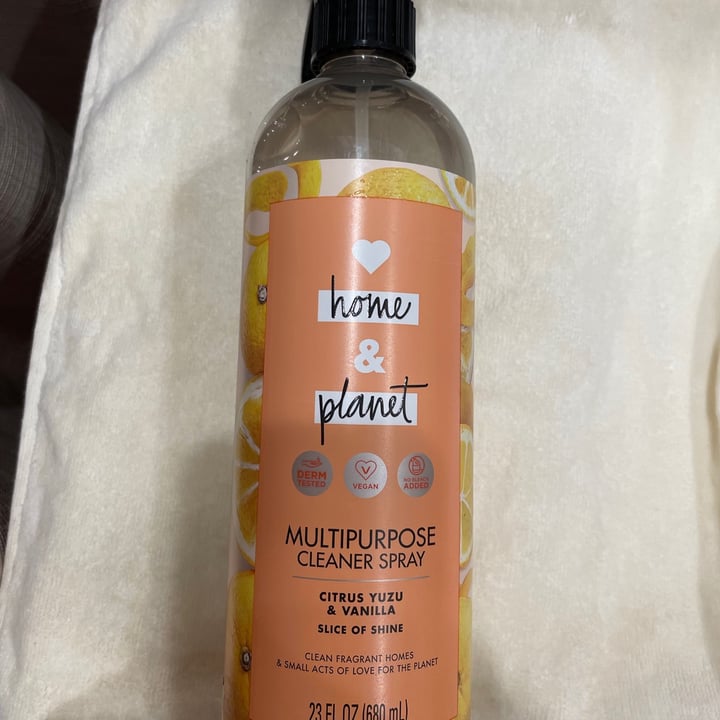 home
&
planet
DERM TESTED
V VEGAN
NO BLEACH ADDED
MULTIPURPOSE
CLEANER SPRAY
CITRUS YUZU
& VANILLA
SLICE OF SHINE
CLEAN FRAGRANT HOMES
& SMALL ACTS OF LOVE FOR THE PLANET
23 FL OZ (680 mL)